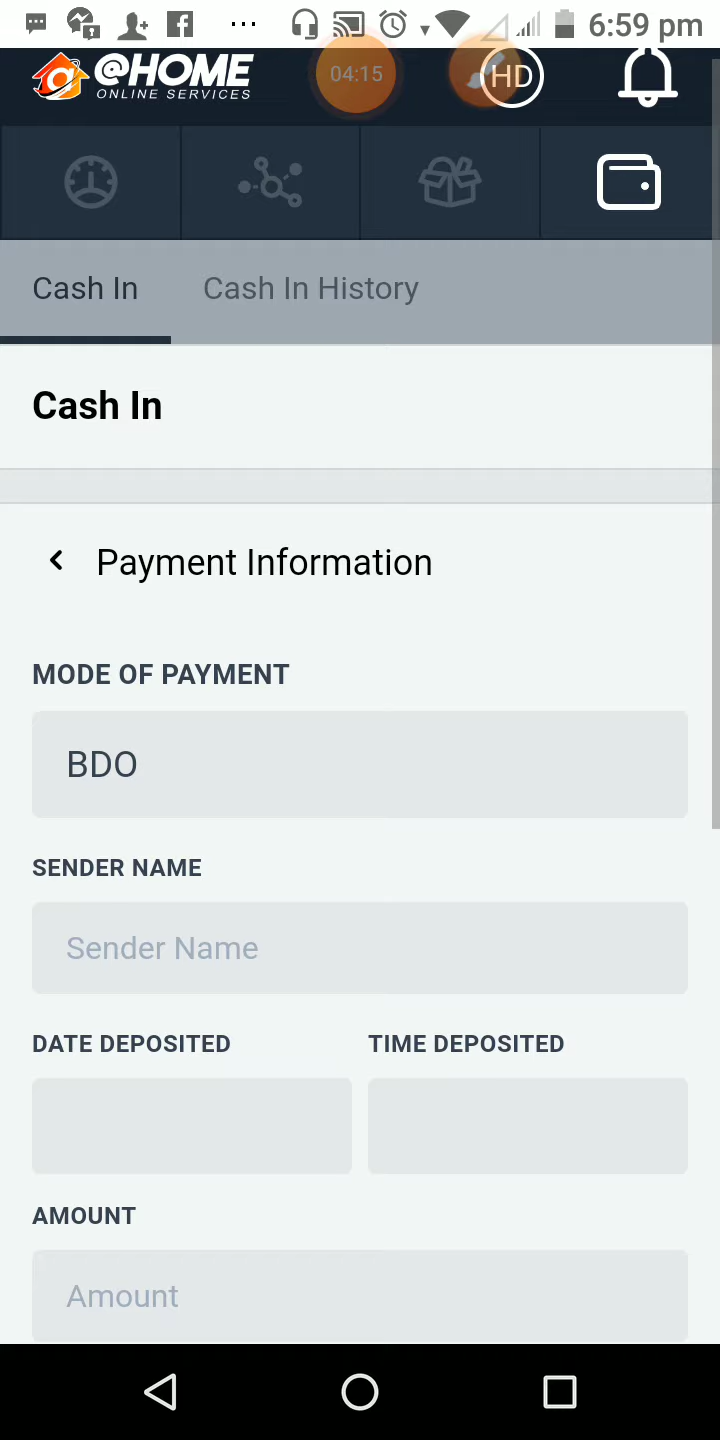 6:59 pm
@HOME
ONLINE SERVICES
04:15
HD
Cash In
Cash In History
Cash In
Payment Information
MODE OF PAYMENT
BDO
SENDER NAME
Sender Name
DATE DEPOSITED
TIME DEPOSITED
AMOUNT
Amount